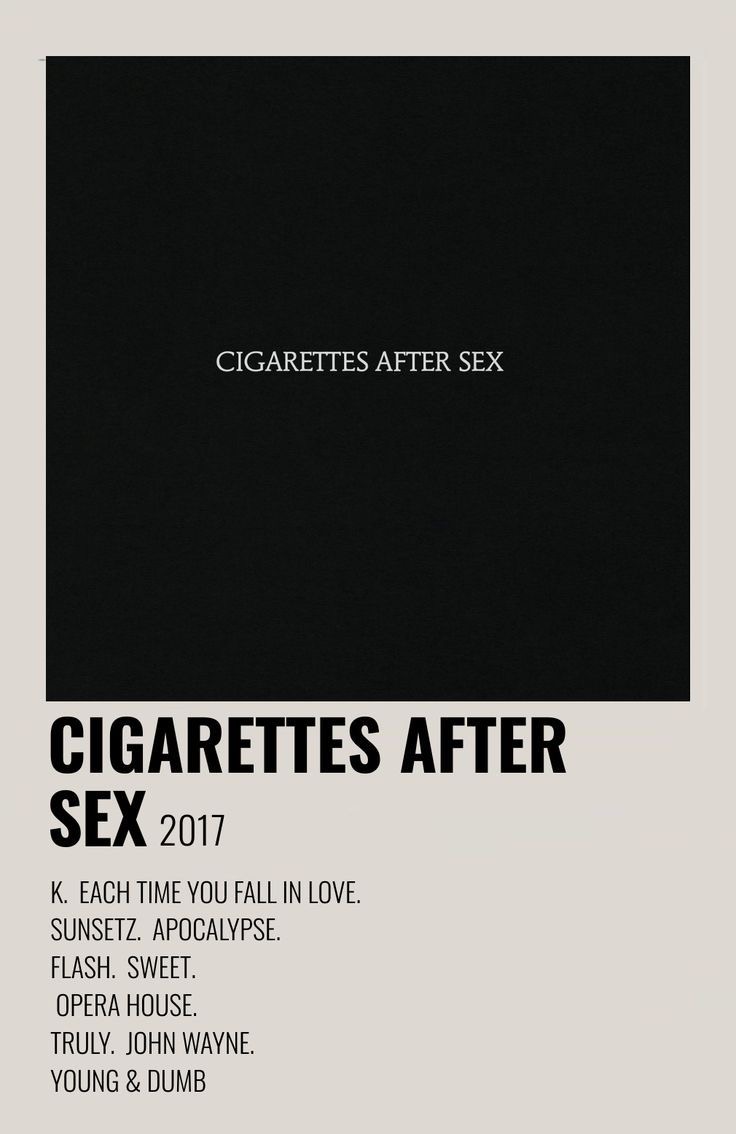 CIGARETTES AFTER SEX
CIGARETTES AFTER
SEX 2017
K. EACH TIME YOU FALL IN LOVE.
SUNSETZ. APOCALYPSE.
FLASH. SWEET.
OPERA HOUSE.
TRULY. JOHN WAYNE.
YOUNG & DUMB